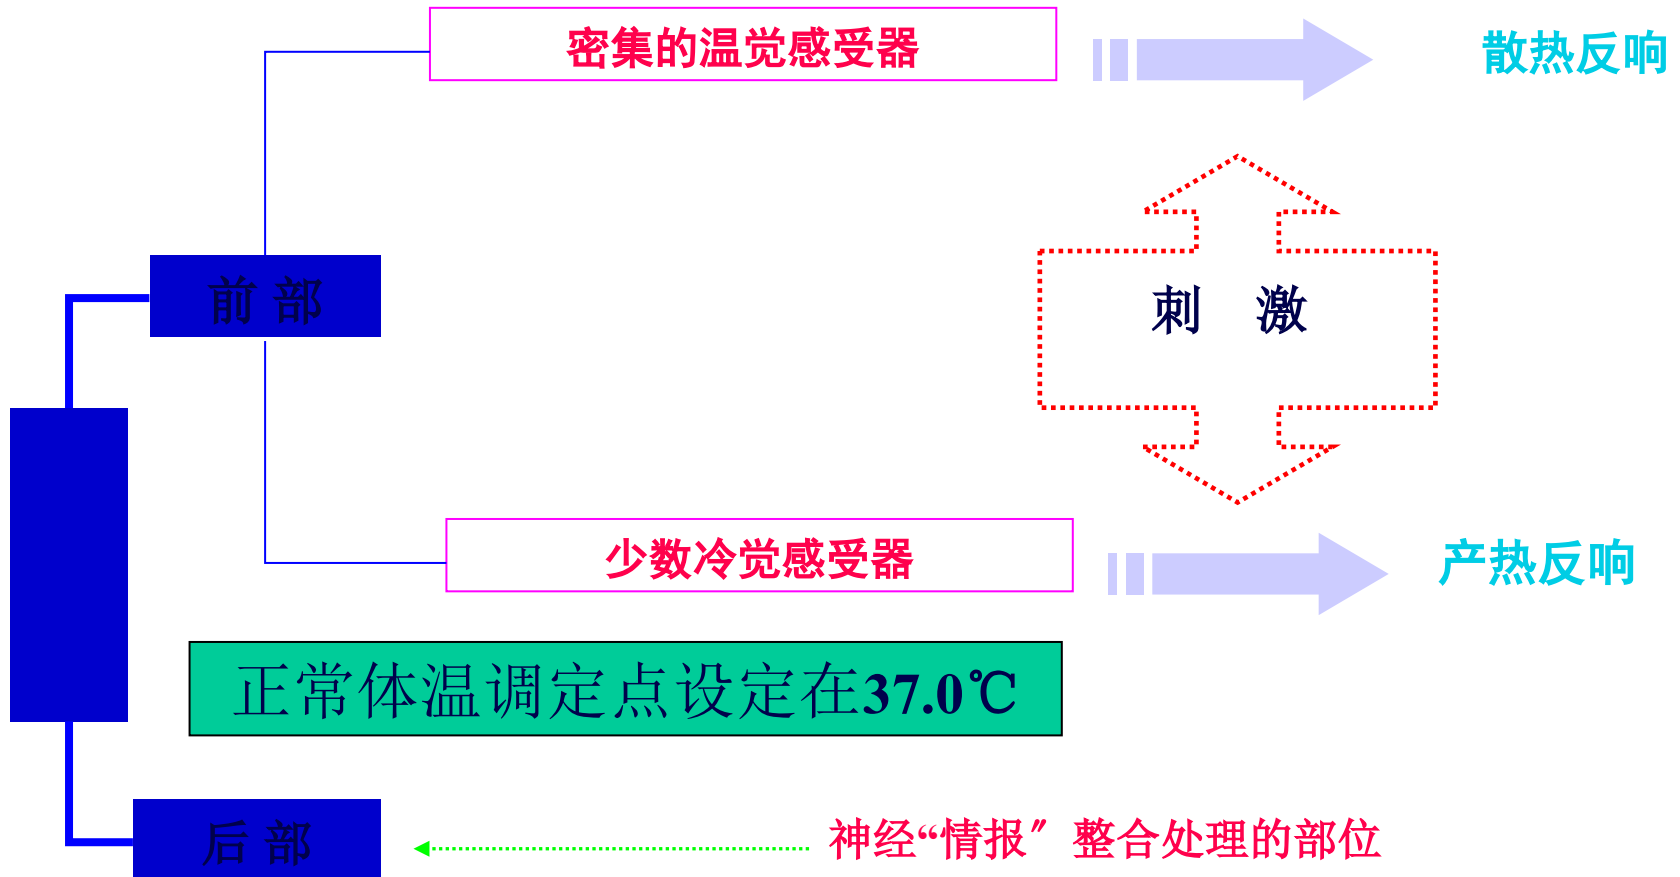 密集的温觉感受器
散热反响
前 部
刺 激
少数冷觉感受器
产热反响
正常体温调定点设定在37.0℃
后 部
神经“情报〞整合处理的部位